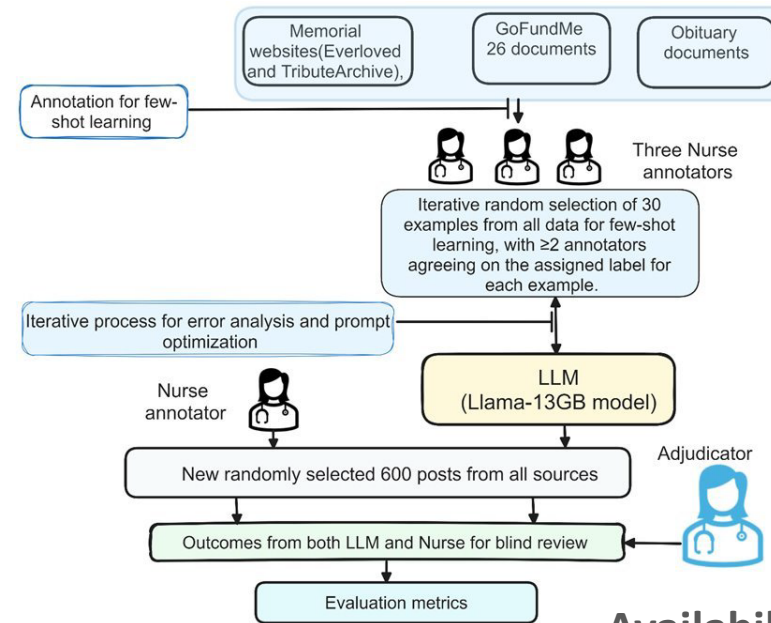 Memorial
websites(Everloved
and TributeArchive),
GoFundMe
26 documents
Obituary
documents
Annotation for few-
shot learning
Three Nurse
annotators
Iterative random selection of 30
examples from all data for few-shot
learning, with ≥2 annotators
agreeing on the assigned label for
each example.
Iterative process for error analysis and prompt
optimization
Nurse
annotator
LLM
(Llama-13GB model)
New randomly selected 600 posts from all sources
Adjudicator
Outcomes from both LLM and Nurse for blind review
Evaluation metrics